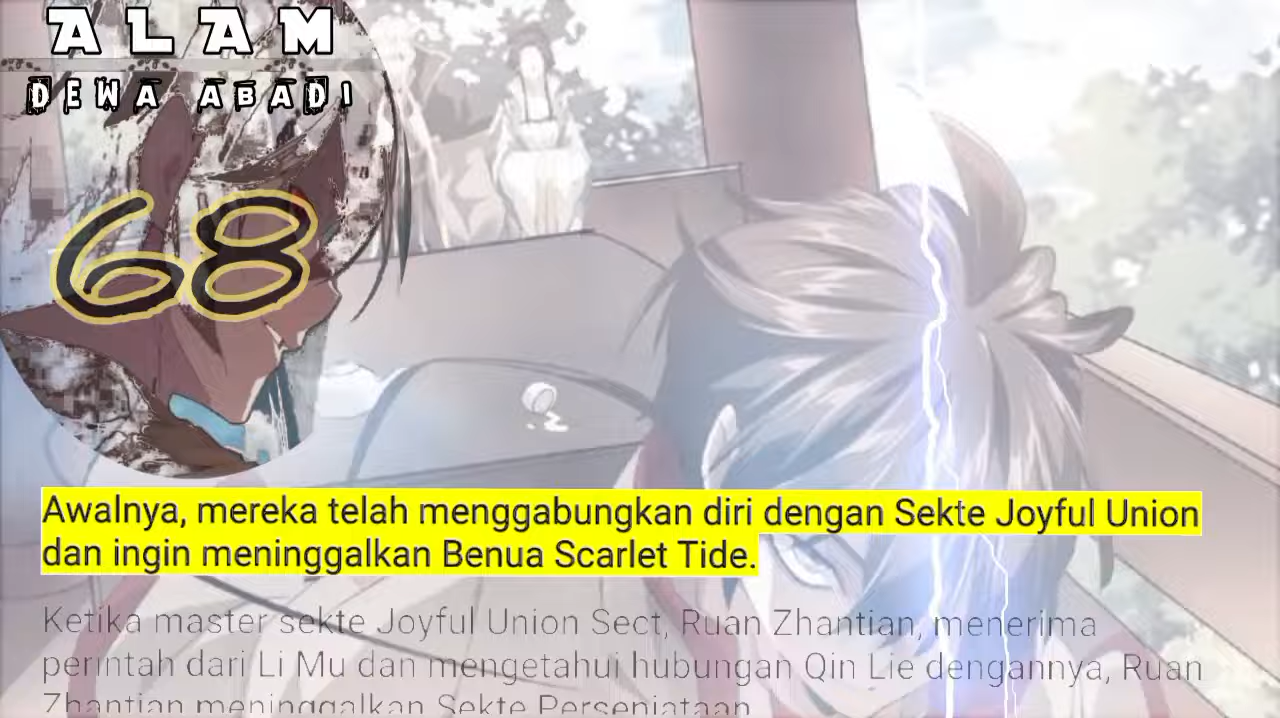 ALAM
DEWA ABADI
68
Awalnya, mereka telah menggabungkan diri dengan Sekte Joyful Union
dan ingin meninggalkan Benua Scarlet Tide.
Ketika master sekte Joyful Union Sect, Ruan Zhantian, menerima
perintah dari Li Mu dan mengetahui hubungan Qin Lie dengannya, Ruan
Zhantian meninggalkan Sekte Persenjataan